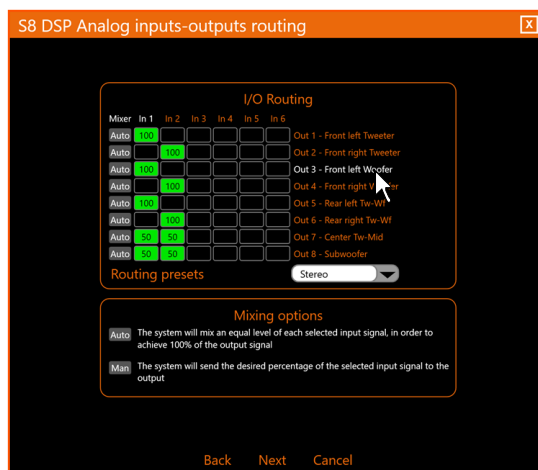 S8 DSP Analog inputs-outputs routing X
I/O Routing
Mixer In 1 In 2 In 3 In 4 In 5 In 6
Auto 100 Out 1 - Front left Tweeter
Auto 100 Out 2 - Front right Tweeter
Auto 100 Out 3 - Front left Woofer
Auto 100 Out 4 - Front right
Auto 100 Out 5 - Rear left Tw-Wf
Auto 100 Out 6 - Rear right Tw-Wf
Auto 50 50 Out 7 - Center Tw-Mid
Auto 50 50 Out 8 - Subwoofer
Routing presets Stereo
Mixing options
Auto The system will mix an equal level of each selected input signal, in order to
achieve 100% of the output signal
Man The system will send the desired percentage of the selected input signal to the
output
Back Next Cancel